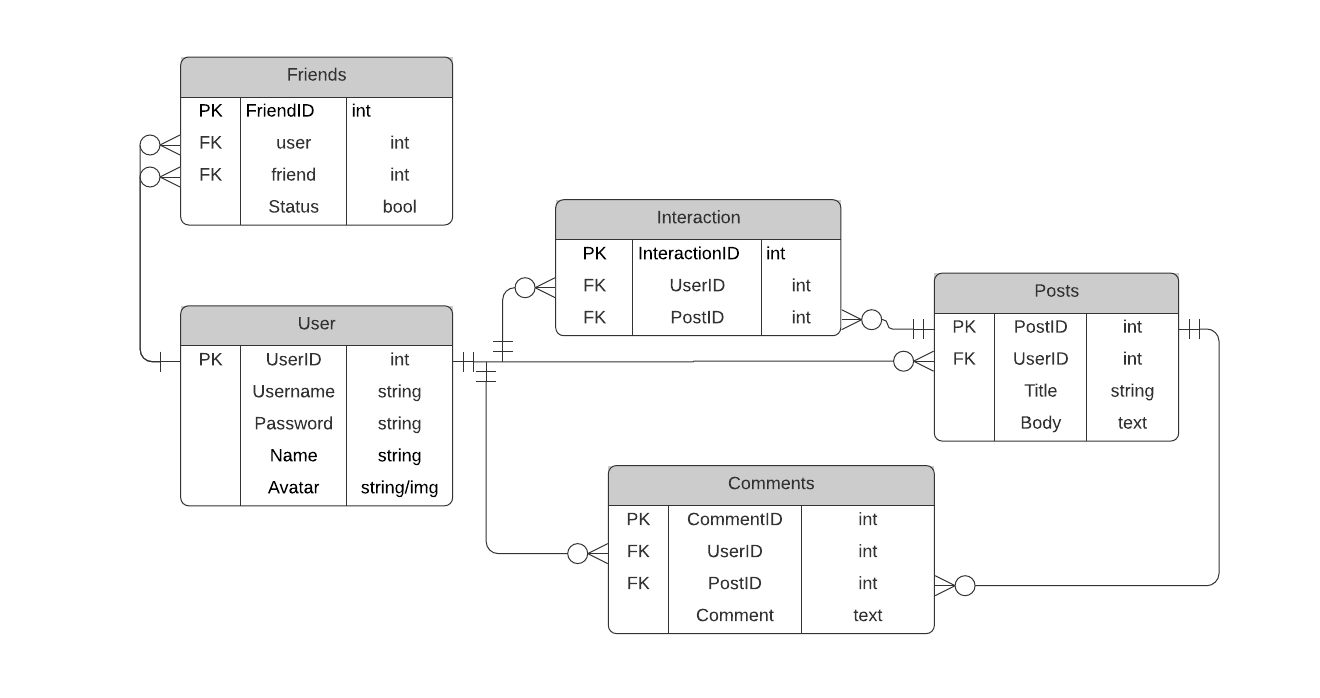 Friends
PK FriendID int
FK user int
FK friend int
Status bool
User
PK UserID int
Username string
Password string
Name string
Avatar string/img
Interaction
PK InteractionID int
FK UserID int
FK PostID int
Posts
PK PostID int
FK UserID int
Title string
Body text
Comments
PK CommentID int
FK UserID int
FK PostID int
Comment text